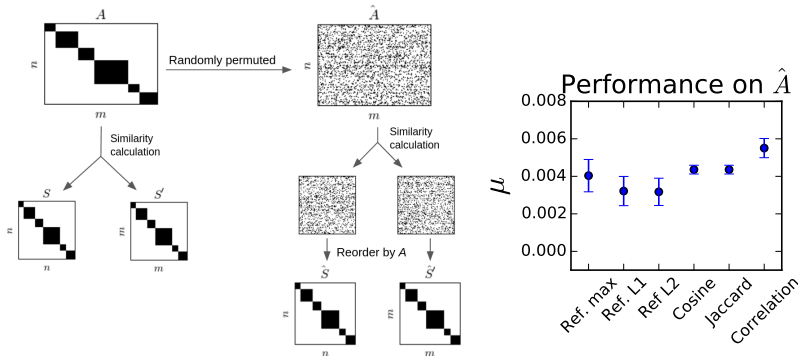 A
Â
n
Randomly permuted
n
m
m
Similarity
calculation
Similarity
calculation
S
S′
n
m
n
m
Reorder by A
Ŝ
Ŝ′
n
m
n
m
Performance on Â
μ
0.008
0.006
0.004
0.002
0.000
Ref. max
Ref. L1
Ref L2
Cosine
Jaccard
Correlation